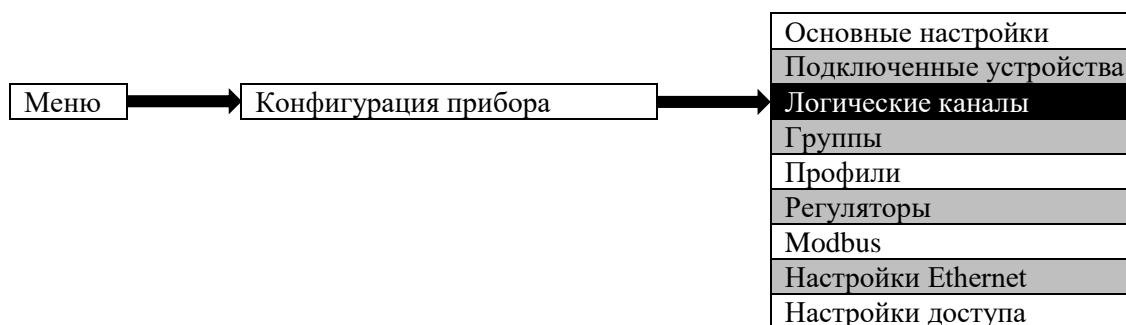 Меню
Конфигурация прибора
Основные настройки
Подключенные устройства
Логические каналы
Группы
Профили
Регуляторы
Modbus
Настройки Ethernet
Настройки доступа